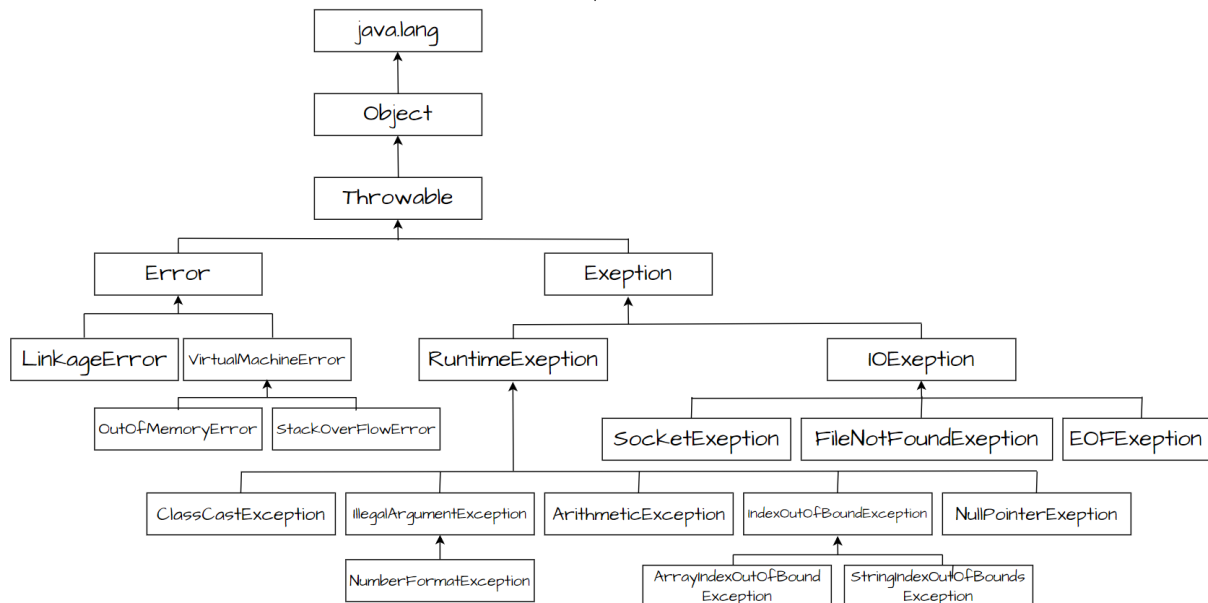 java.lang
Object
Throwable
Error
Exeption
LinkageError
VirtualMachineError
RuntimeExeption
IOExeption
OutOfMemoryError
StackOverFlowError
SocketExeption
FileNotFoundExeption
EOFExeption
ClassCastException
IllegalArgumentException
ArithmeticException
IndexOutOfBoundException
NullPointerExeption
NumberFormatException
ArrayIndexOutOfBound
Exception
StringIndexOutOfBounds
Exception